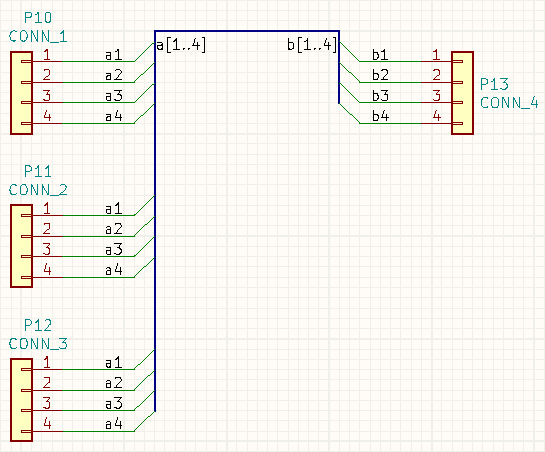 P10
CONN_1
1 a1
2 a2
3 a3
4 a4
a[1..4] b[1..4]
b1 1
b2 2
b3 3
b4 4
P13
CONN_4
P11
CONN_2
1 a1
2 a2
3 a3
4 a4
P12
CONN_3
1 a1
2 a2
3 a3
4 a4